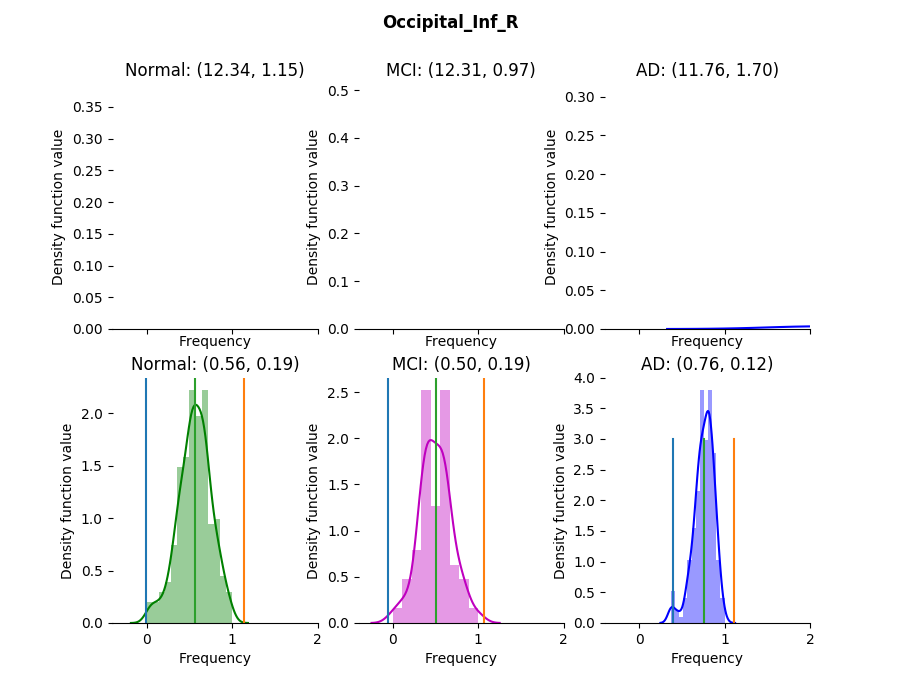 Occipital_Inf_R
Normal: (12.34, 1.15)
MCI: (12.31, 0.97)
AD: (11.76, 1.70)
Density function value
0.35
0.30
0.25
0.20
0.15
0.10
0.05
0.00
Frequency
Density function value
0.5
0.4
0.3
0.2
0.1
0.0
Frequency
Density function value
0.30
0.25
0.20
0.15
0.10
0.05
0.00
Frequency
Normal: (0.56, 0.19)
MCI: (0.50, 0.19)
AD: (0.76, 0.12)
Density function value
2.0
1.5
1.0
0.5
0.0
0 1 2
Frequency
Density function value
2.5
2.0
1.5
1.0
0.5
0.0
0 1 2
Frequency
Density function value
4.0
3.5
3.0
2.5
2.0
1.5
1.0
0.5
0.0
0 1 2
Frequency